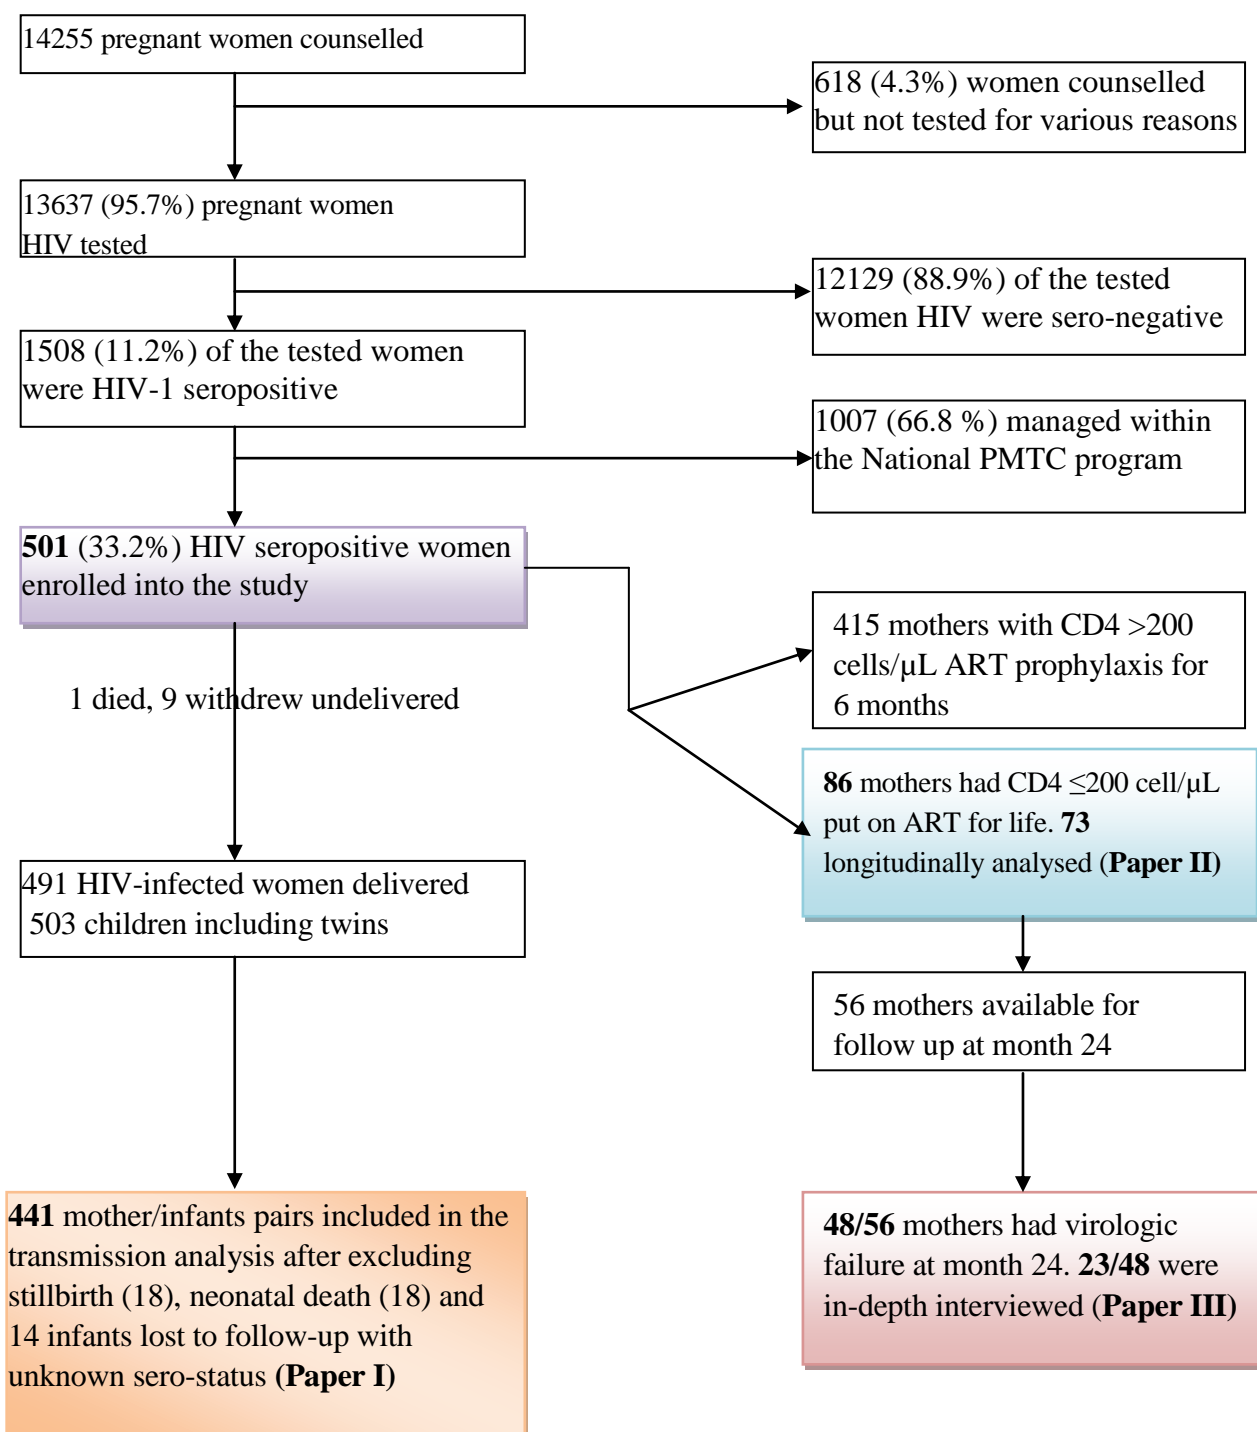 14255 pregnant women counselled
618 (4.3%) women counselled
but not tested for various reasons
13637 (95.7%) pregnant women
HIV tested
12129 (88.9%) of the tested
women HIV were sero-negative
1508 (11.2%) of the tested women
were HIV-1 seropositive
1007 (66.8 %) managed within
the National PMTC program
501 (33.2%) HIV seropositive women
enrolled into the study
415 mothers with CD4 >200
cells/µL ART prophylaxis for
6 months
1 died, 9 withdrew undelivered
86 mothers had CD4 ≤200 cell/µL
put on ART for life. 73
longitudinally analysed (Paper II)
491 HIV-infected women delivered
503 children including twins
56 mothers available for
follow up at month 24
441 mother/infants pairs included in the
transmission analysis after excluding
stillbirth (18), neonatal death (18) and
14 infants lost to follow-up with
unknown sero-status (Paper I)
48/56 mothers had virologic
failure at month 24. 23/48 were
in-depth interviewed (Paper III)